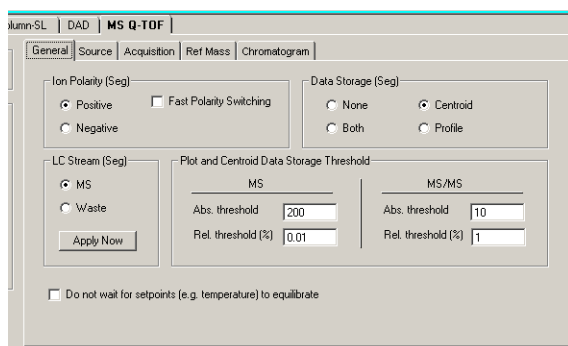 olumn-SL DAD MS Q-TOF
General Source Acquisition Ref Mass Chromatogram
Ion Polarity (Seg)
Positive
Fast Polarity Switching
Negative
Data Storage (Seg)
None Centroid
Both Profile
LC Stream (Seg)
MS
Waste
Apply Now
Plot and Centroid Data Storage Threshold
MS
Abs. threshold 200
Rel. threshold (%) 0.01
MS/MS
Abs. threshold 10
Rel. threshold (%) 1
Do not wait for setpoints (e.g. temperature) to equilibrate